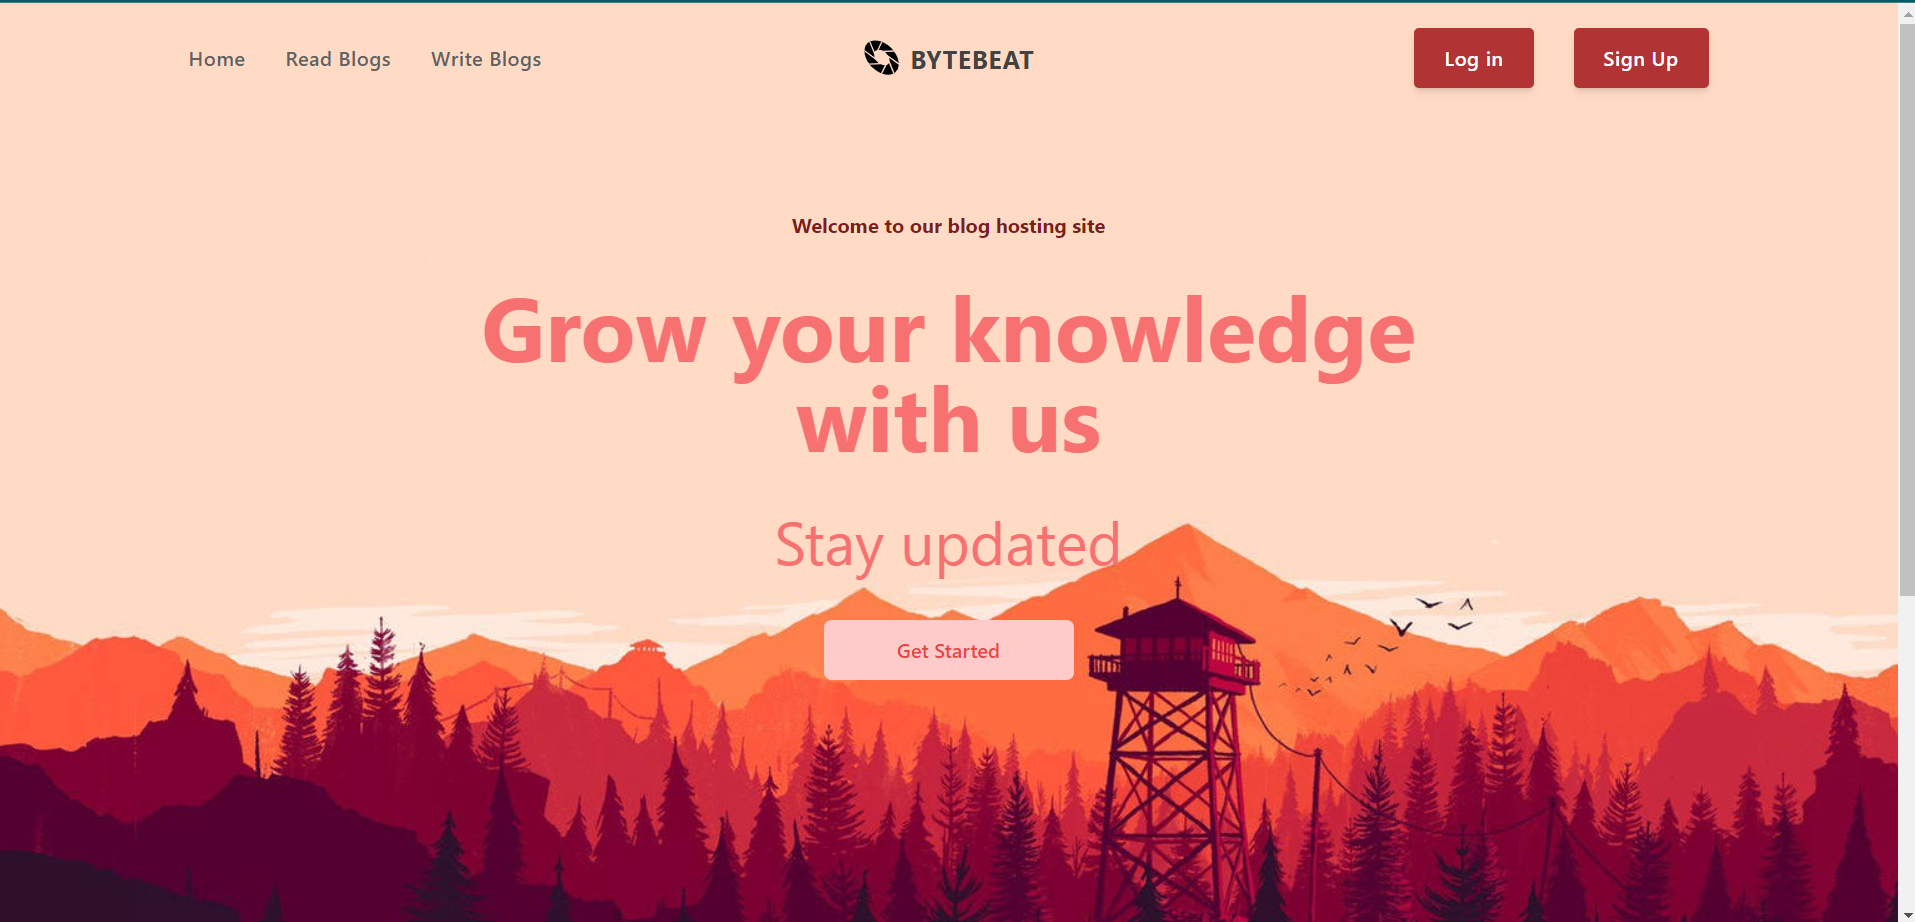 Home
Read Blogs
Write Blogs
BYTEBEAT
Log in
Sign Up
Welcome to our blog hosting site
Grow your knowledge
with us
Stay updated
Get Started